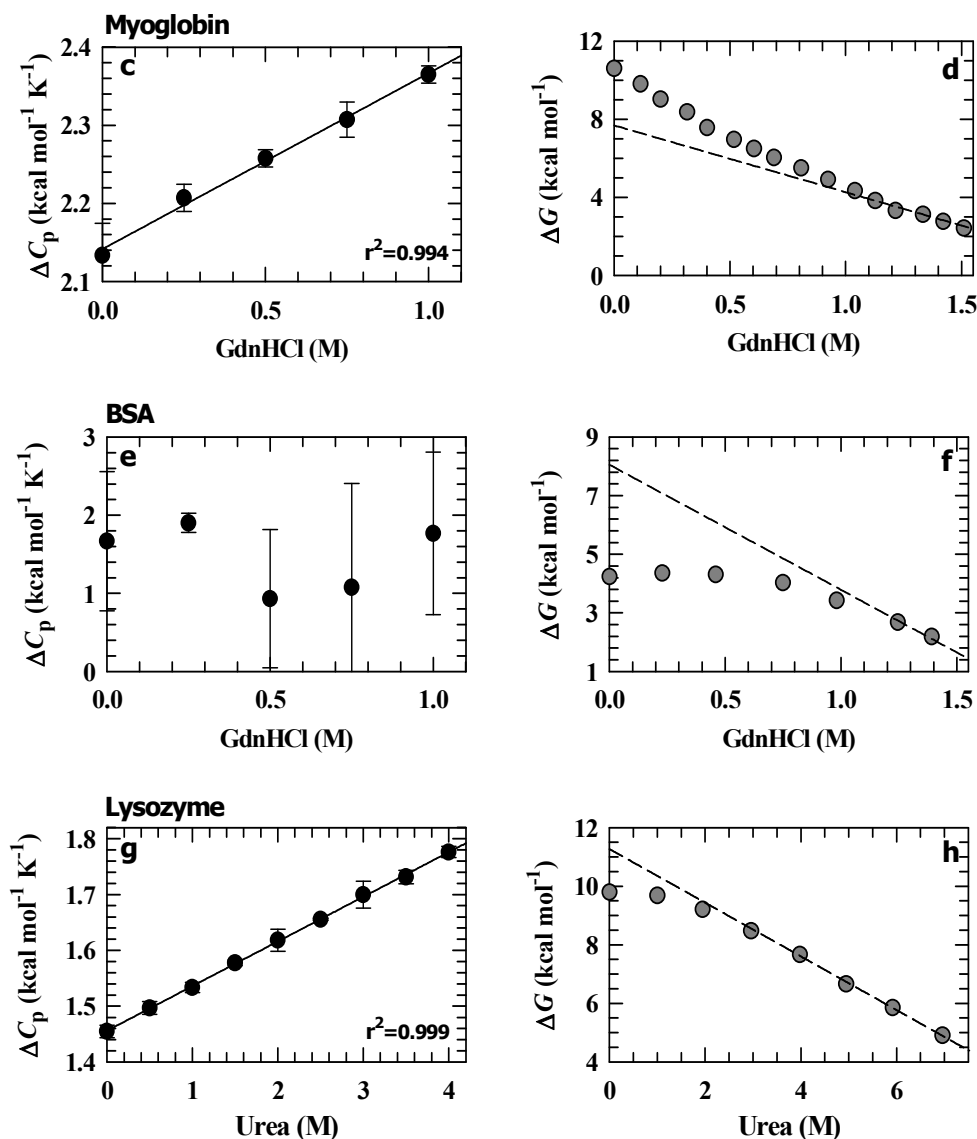 Myoglobin
c
2.4
2.3
2.2
2.1
ΔCp (kcal mol⁻¹ K⁻¹)
r²=0.994
0.0 0.5 1.0
GdnHCl (M)
d
12
8
4
0
ΔG (kcal mol⁻¹)
0.0 0.5 1.0 1.5
GdnHCl (M)
BSA
e
3
2
1
0
ΔCp (kcal mol⁻¹ K⁻¹)
0.0 0.5 1.0
GdnHCl (M)
f
9
7
5
3
1
ΔG (kcal mol⁻¹)
0.0 0.5 1.0 1.5
GdnHCl (M)
Lysozyme
g
1.8
1.7
1.6
1.5
1.4
ΔCp (kcal mol⁻¹ K⁻¹)
r²=0.999
0 1 2 3 4
Urea (M)
h
12
10
8
6
4
ΔG (kcal mol⁻¹)
0 2 4 6
Urea (M)